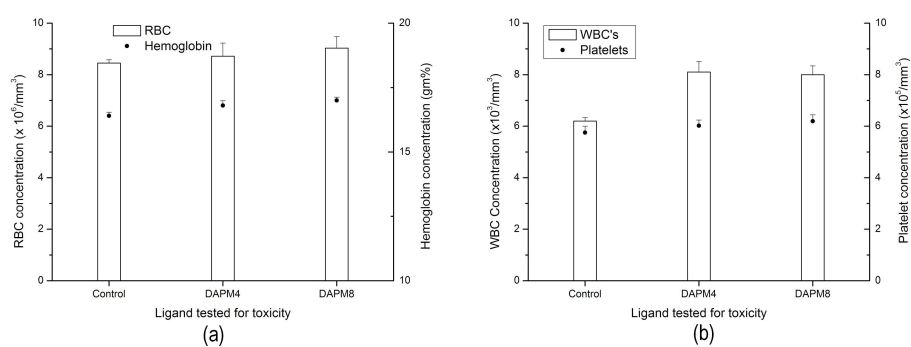 RBC
Hemoglobin
RBC concentration (x 10⁶/mm³)
10
8
6
4
2
0
20
15
10
Hemoglobin concentration (gm%)
Control
DAPM4
DAPM8
Ligand tested for toxicity
(a)
WBC's
Platelets
WBC Concentration (x10³/mm³)
10
8
6
4
2
0
10
8
6
4
2
0
Platelet concentration (x10⁵/mm³)
Control
DAPM4
DAPM8
Ligand tested for toxicity
(b)